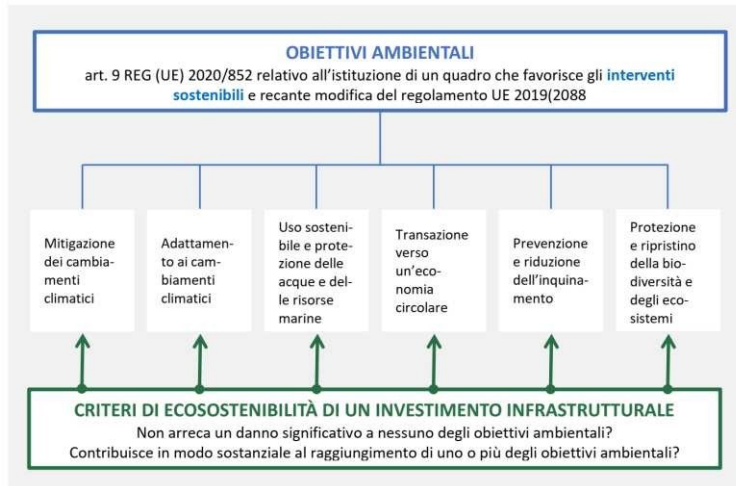 OBIETTIVI AMBIENTALI
art. 9 REG (UE) 2020/852 relativo all'istituzione di un quadro che favorisce gli interventi
sostenibili e recante modifica del regolamento UE 2019(2088
Mitigazione
dei cambia-
menti
climatici
Adattamen-
to ai cam-
biamenti
climatici
Uso sosteni-
bile e prote-
zione delle
acque e del-
le risorse
marine
Transazione
verso
un'eco-
nomia
circolare
Prevenzione
e riduzione
dell'inquina-
mento
Protezione
e ripristino
della bio-
diversità e
degli eco-
sistemi
CRITERI DI ECOSOSTENIBILITÀ DI UN INVESTIMENTO INFRASTRUTTURALE
Non arreca un danno significativo a nessuno degli obiettivi ambientali?
Contribuisce in modo sostanziale al raggiungimento di uno o più degli obiettivi ambientali?